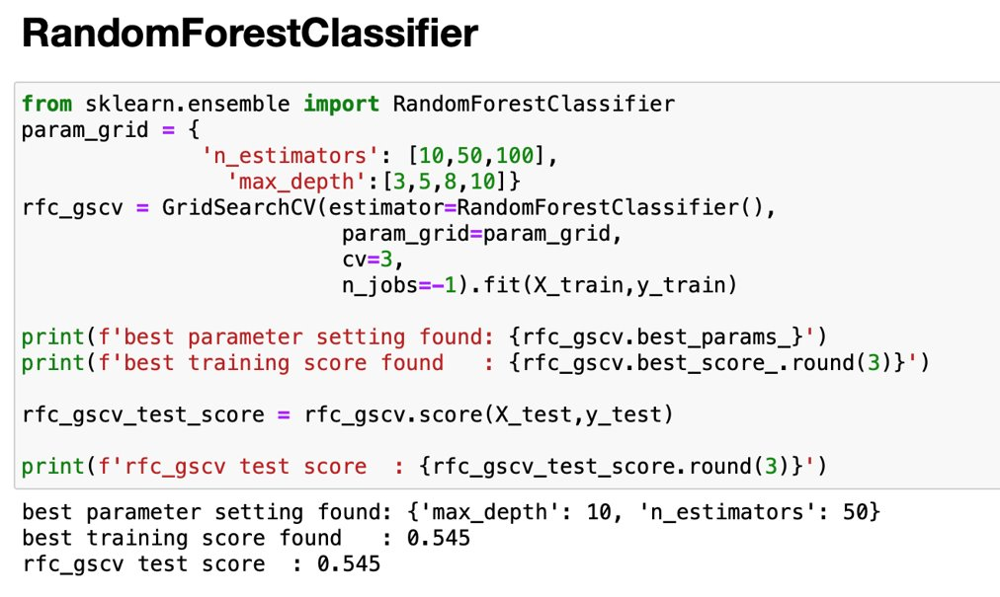 RandomForestClassifier
from sklearn.ensemble import RandomForestClassifier
param_grid = {
              'n_estimators': [10,50,100],
                'max_depth':[3,5,8,10]}
rfc_gscv = GridSearchCV(estimator=RandomForestClassifier(),
                         param_grid=param_grid,
                         cv=3,
                         n_jobs=-1).fit(X_train,y_train)
print(f'best parameter setting found: {rfc_gscv.best_params_}')
print(f'best training score found   : {rfc_gscv.best_score_.round(3)}')
rfc_gscv_test_score = rfc_gscv.score(X_test,y_test)
print(f'rfc_gscv test score  : {rfc_gscv_test_score.round(3)}')
best parameter setting found: {'max_depth': 10, 'n_estimators': 50}
best training score found   : 0.545
rfc_gscv test score  : 0.545